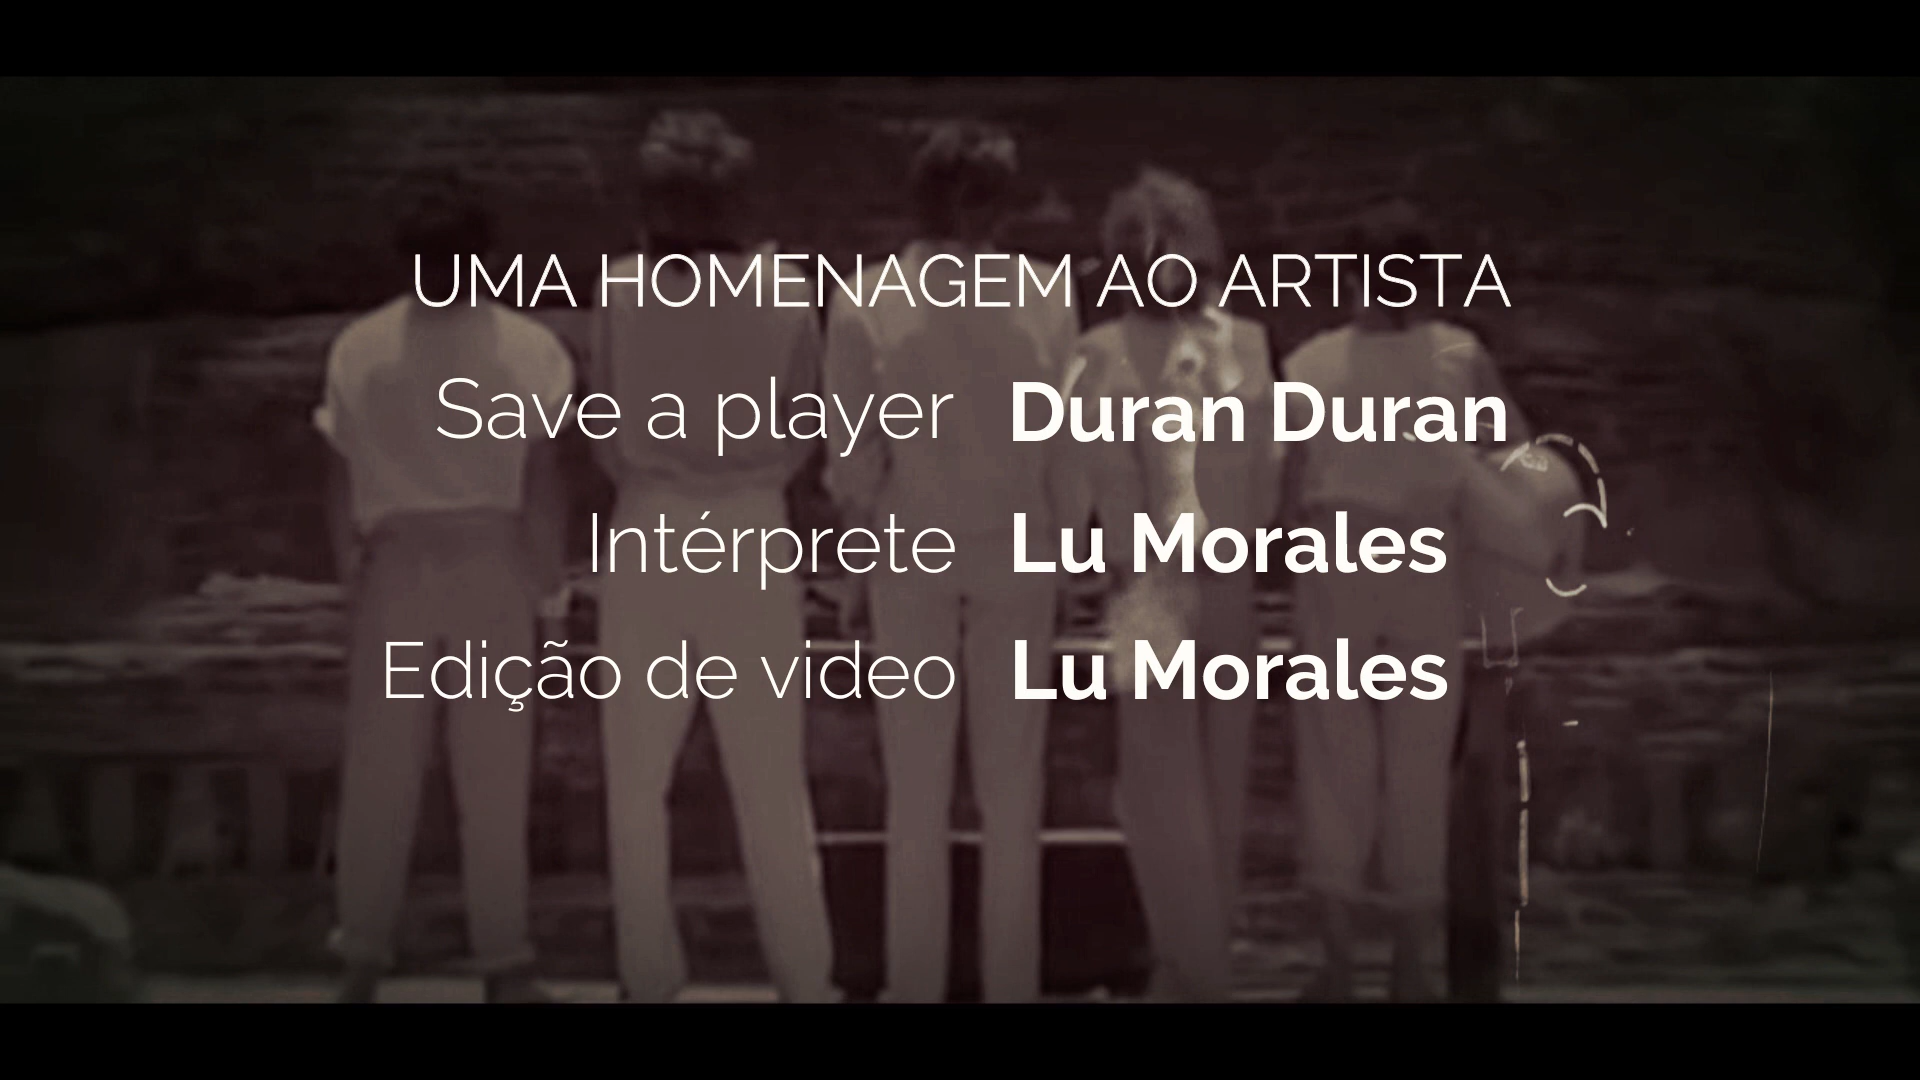 UMA HOMENAGEM AO ARTISTA
Save a player Duran Duran
Intérprete Lu Morales
Edição de video Lu Morales